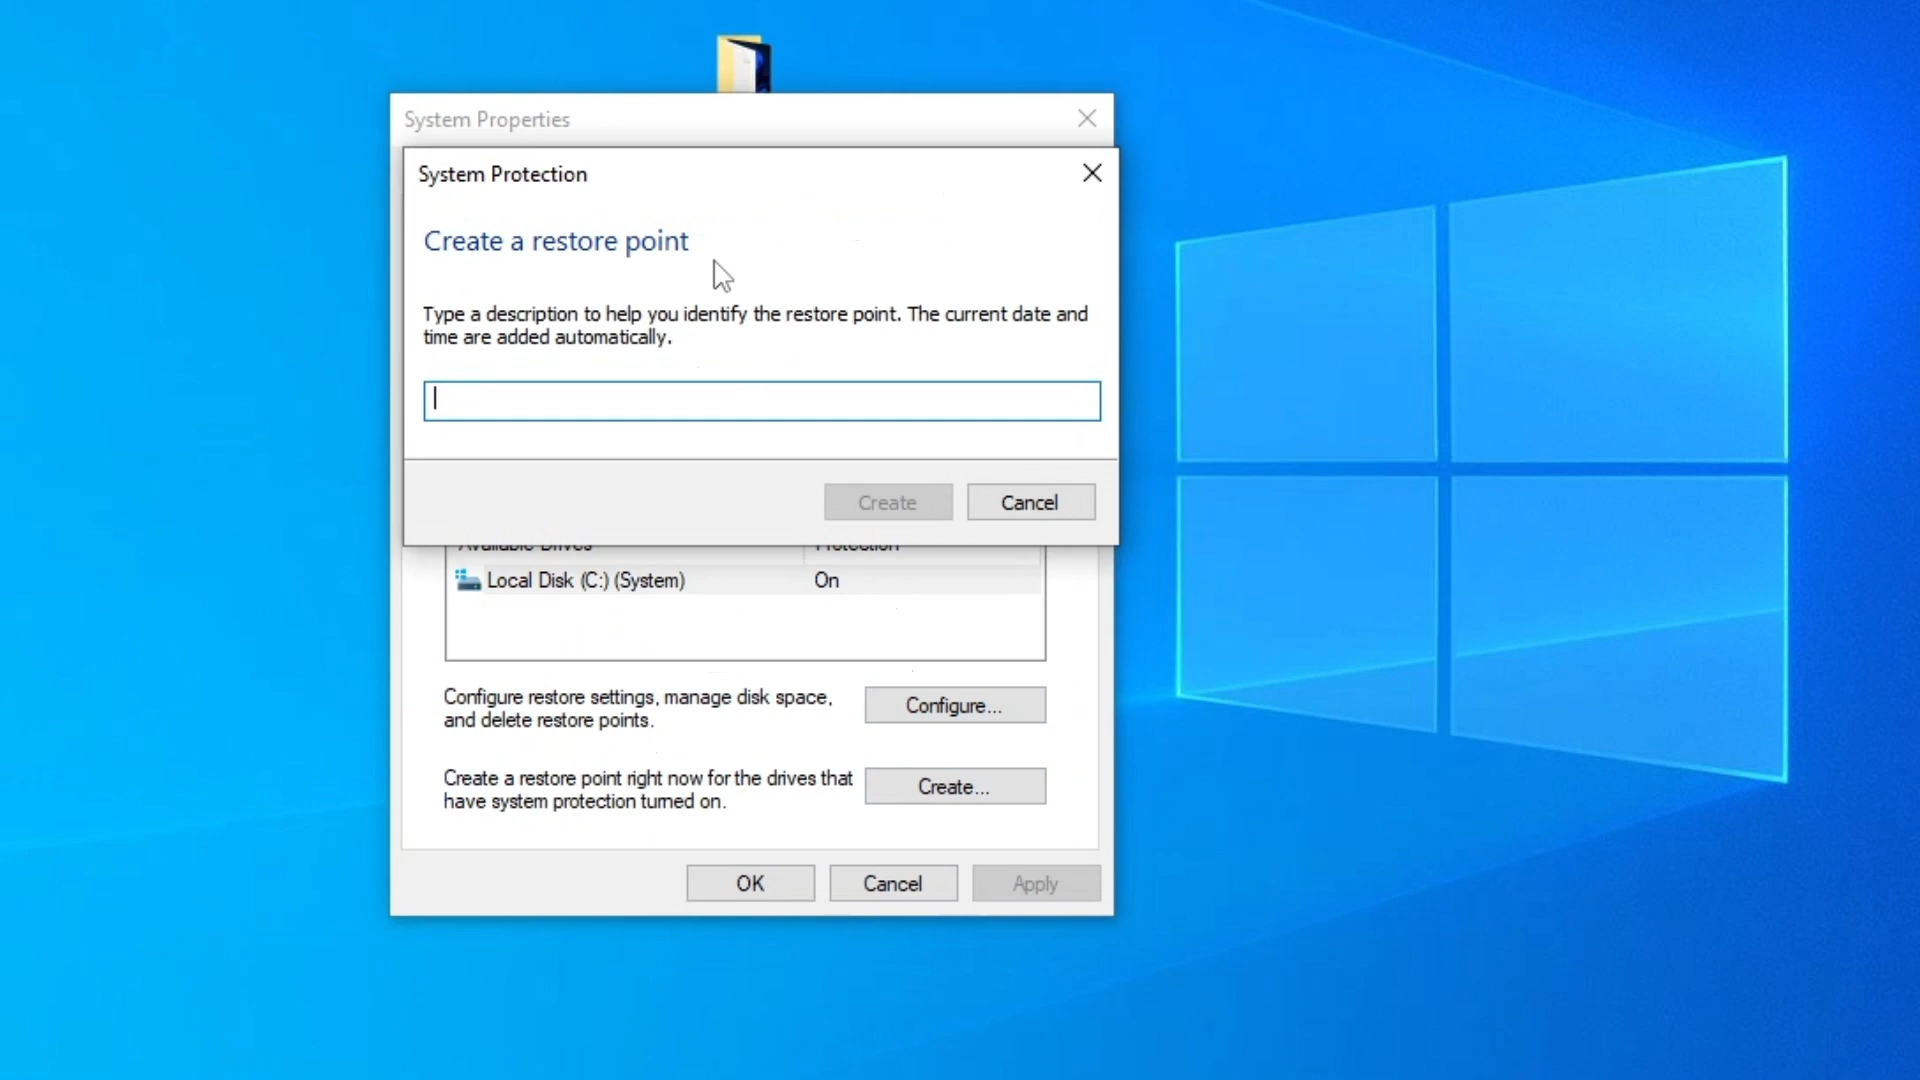 System Properties
System Protection
Create a restore point
Type a description to help you identify the restore point. The current date and
time are added automatically.
Create
Cancel
Available Drives
Protection
Local Disk (C:) (System)
On
Configure restore settings, manage disk space,
and delete restore points.
Configure...
Create a restore point right now for the drives that
have system protection turned on.
Create...
OK
Cancel
Apply